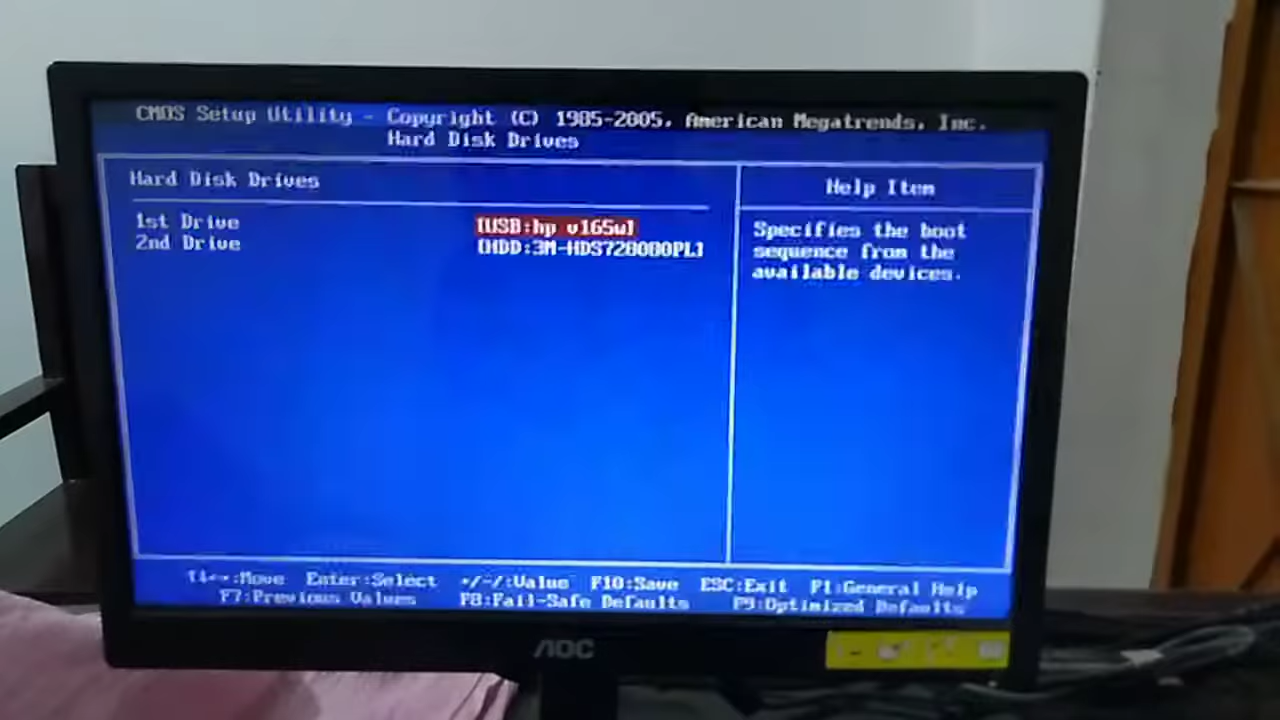 CMOS Setup Utility - Copyright (C) 1985-2005, American Megatrends, Inc.
Hard Disk Drives
Hard Disk Drives
Help Item
1st Drive [USB:hp v165w]
2nd Drive [HDD:3M-HDS728080PL]
Specifies the boot
sequence from the
available devices.
↑↓←→:Move Enter:Select +/-/:Value F10:Save ESC:Exit F1:General Help
F7:Previous Values F8:Fail-Safe Defaults F9:Optimized Defaults
AOC